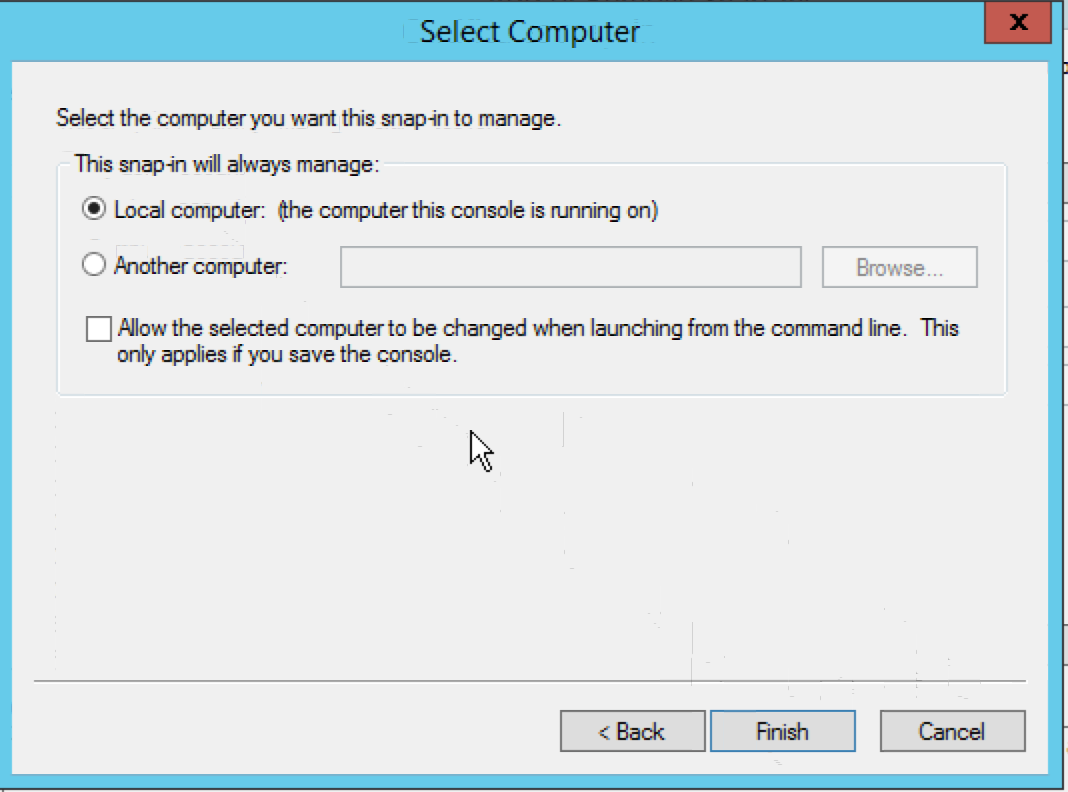 Select Computer
x
Select the computer you want this snap-in to manage.
This snap-in will always manage:
Local computer: (the computer this console is running on)
Another computer:
Browse...
Allow the selected computer to be changed when launching from the command line. This
only applies if you save the console.
< Back
Finish
Cancel